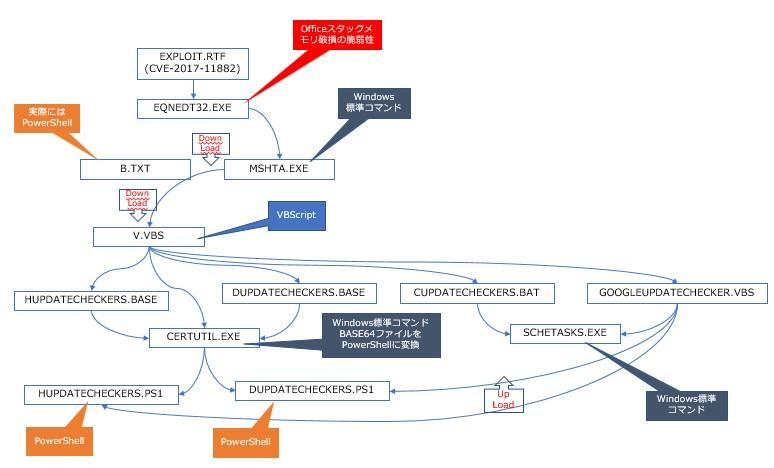 Officeスタックメ
モリ破損の脆弱性
EXPLOIT.RTF
(CVE-2017-11882)
EQNEDT32.EXE
Windows
標準コマンド
実際には
PowerShell
Down
Load
B.TXT
MSHTA.EXE
Down
Load
VBScript
V.VBS
HUPDATECHECKERS.BASE
DUPDATECHECKERS.BASE
CUPDATECHECKERS.BAT
GOOGLEUPDATECHECKER.VBS
Windows標準コマンド
BASE64ファイルを
PowerShellに変換
CERTUTIL.EXE
SCHETASKS.EXE
HUPDATECHECKERS.PS1
DUPDATECHECKERS.PS1
Up
Load
Windows標準
コマンド
PowerShell
PowerShell